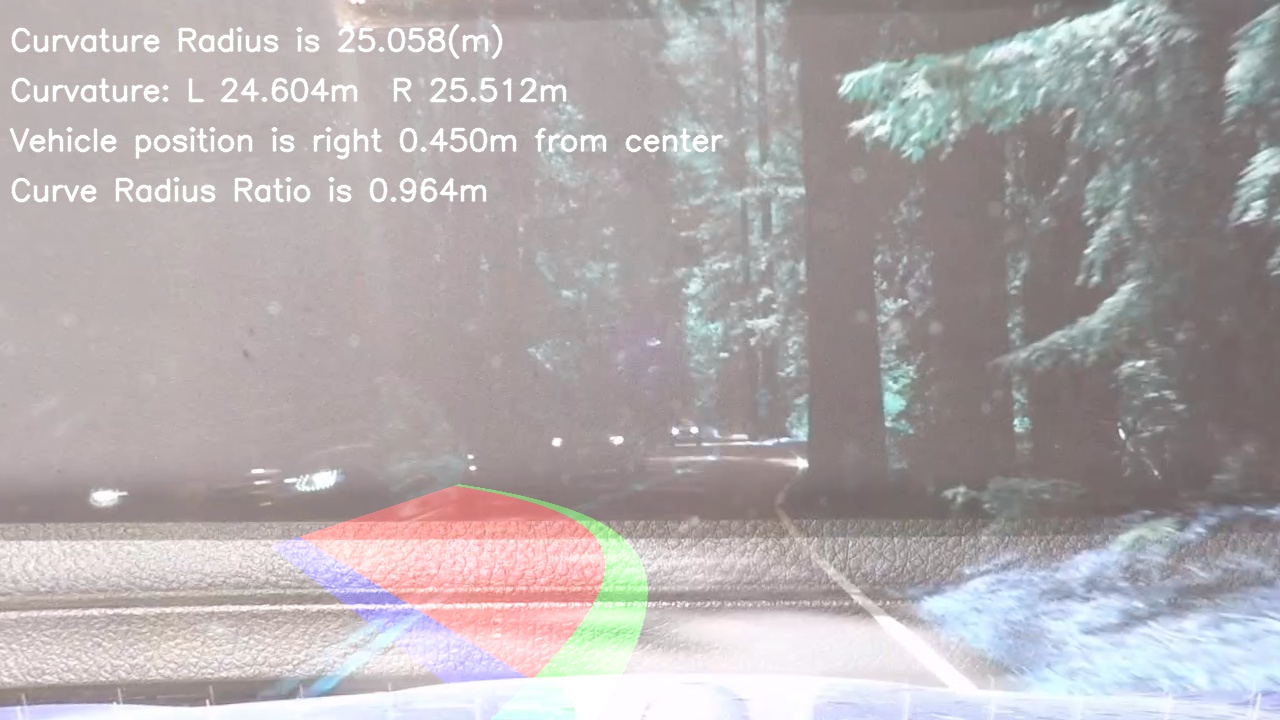 Curvature Radius is 25.058(m)
Curvature: L 24.604m R 25.512m
Vehicle position is right 0.450m from center
Curve Radius Ratio is 0.964m